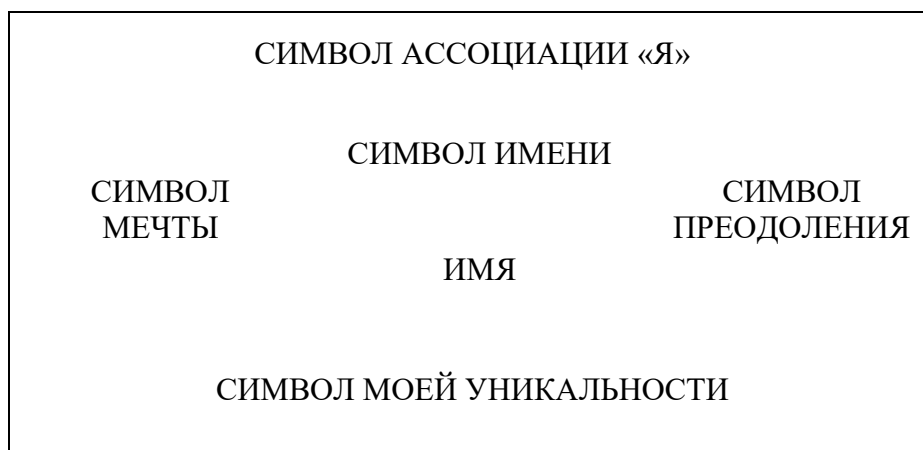 СИМВОЛ АССОЦИАЦИИ «Я»
СИМВОЛ ИМЕНИ
СИМВОЛ
МЕЧТЫ
СИМВОЛ
ПРЕОДОЛЕНИЯ
ИМЯ
СИМВОЛ МОЕЙ УНИКАЛЬНОСТИ